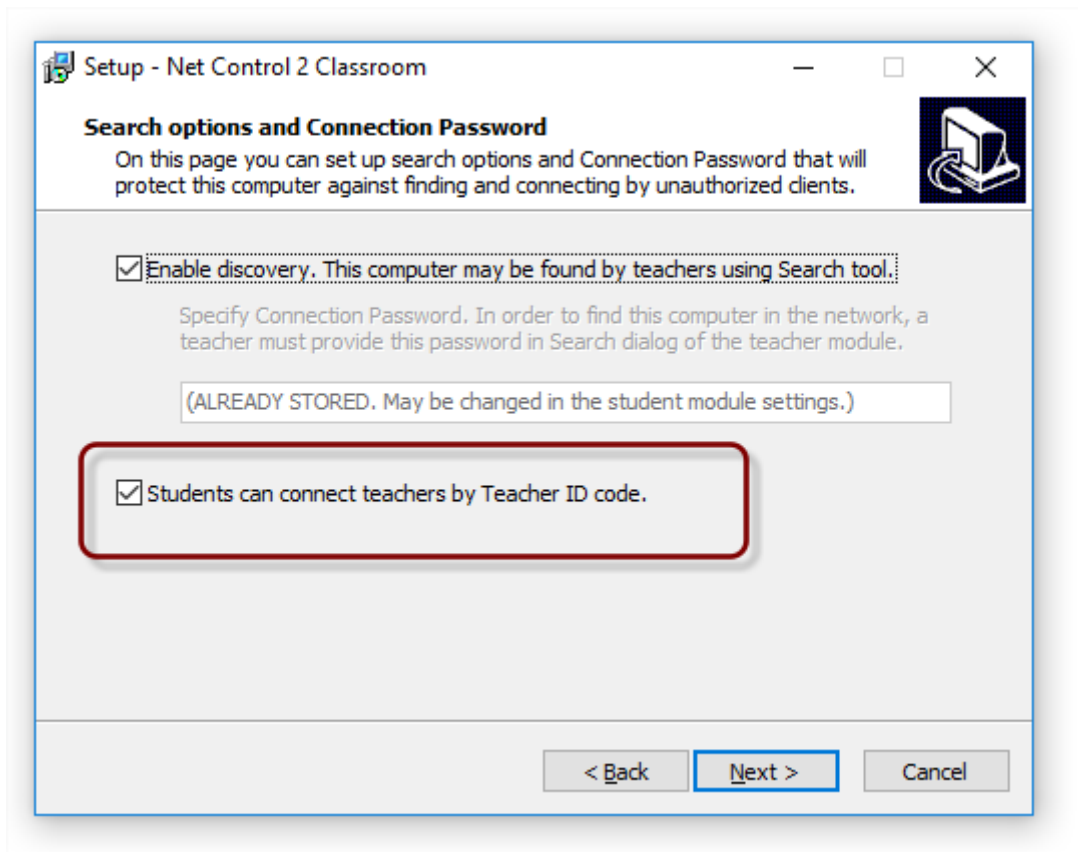 Setup - Net Control 2 Classroom
Search options and Connection Password
On this page you can set up search options and Connection Password that will
protect this computer against finding and connecting by unauthorized clients.
Enable discovery. This computer may be found by teachers using Search tool.
Specify Connection Password. In order to find this computer in the network, a
teacher must provide this password in Search dialog of the teacher module.
(ALREADY STORED. May be changed in the student module settings.)
Students can connect teachers by Teacher ID code.
< Back Next > Cancel